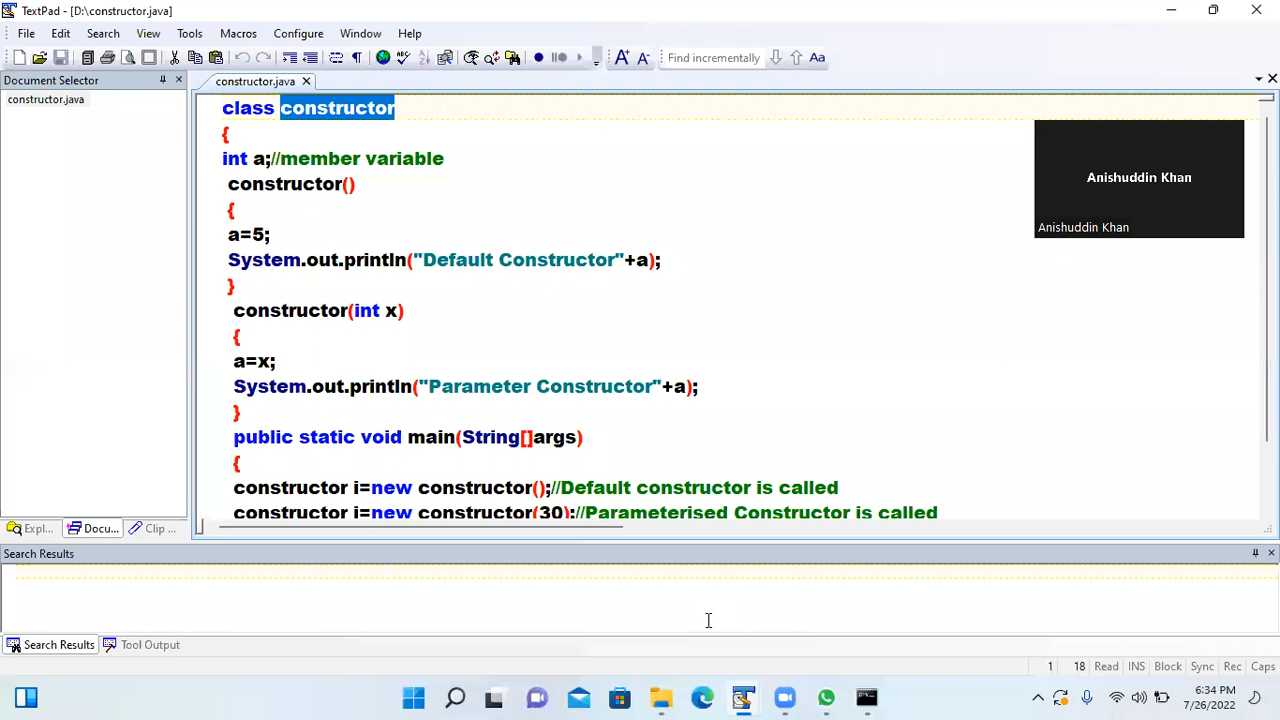 TextPad - [D:\constructor.java]
File Edit Search View Tools Macros Configure Window Help
Find incrementally Aa
Document Selector
constructor.java
constructor.java
class constructor
{
int a;//member variable
constructor()
{
a=5;
System.out.println("Default Constructor"+a);
}
constructor(int x)
{
a=x;
System.out.println("Parameter Constructor"+a);
}
public static void main(String[]args)
{
constructor i=new constructor();//Default constructor is called
constructor i=new constructor(30);//Parameterised Constructor is called
Anishuddin Khan
Anishuddin Khan
Expl... Docu... Clip ...
Search Results
Search Results Tool Output
1 18 Read INS Block Sync Rec Caps
6:34 PM
7/26/2022